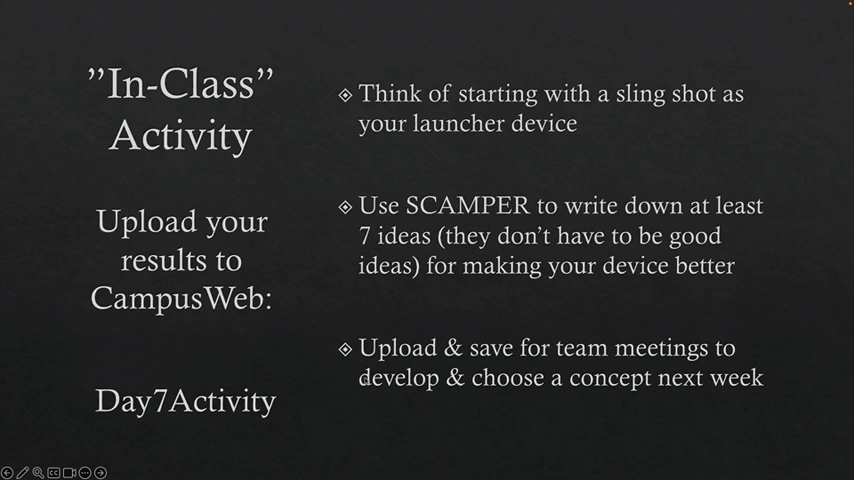 ”In-Class”
Activity
Upload your
results to
CampusWeb:
Day7Activity
Think of starting with a sling shot as
your launcher device
Use SCAMPER to write down at least
7 ideas (they don’t have to be good
ideas) for making your device better
Upload & save for team meetings to
develop & choose a concept next week